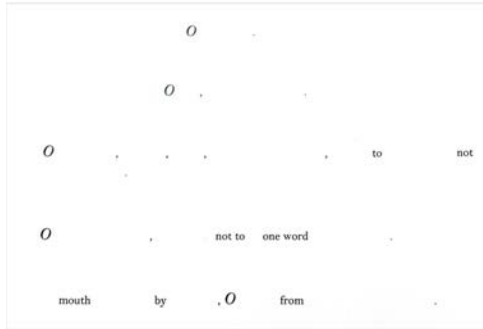 O .
O , .
O , , , , to not
.
O , not to one word .
mouth by , O from .